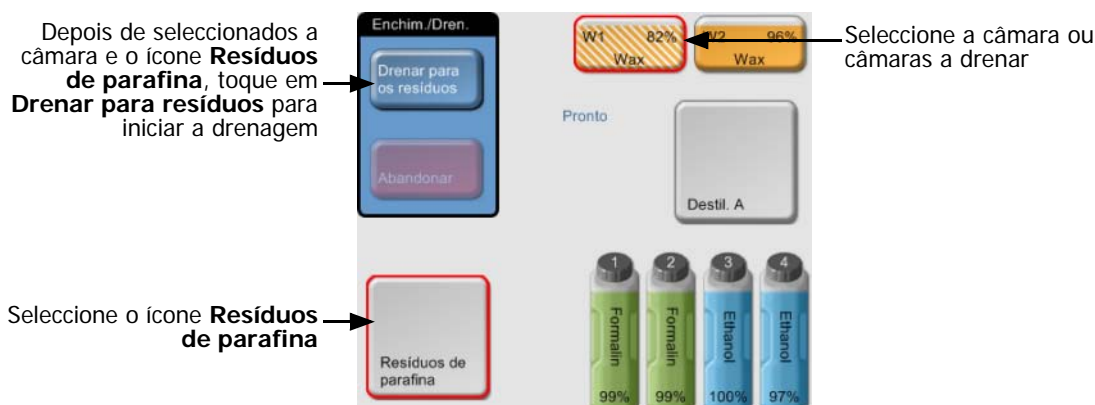 Depois de seleccionados a
câmara e o ícone Resíduos
de parafina, toque em
Drenar para resíduos para
iniciar a drenagem
Enchim./Dren.
Drenar para
os resíduos
Abandonar
W1 82%
Wax
W2 96%
Wax
Seleccione a câmara ou
câmaras a drenar
Pronto
Destil. A
Seleccione o ícone Resíduos
de parafina
Resíduos de
parafina
1
Formalin
99%
2
Formalin
99%
3
Ethanol
100%
4
Ethanol
97%